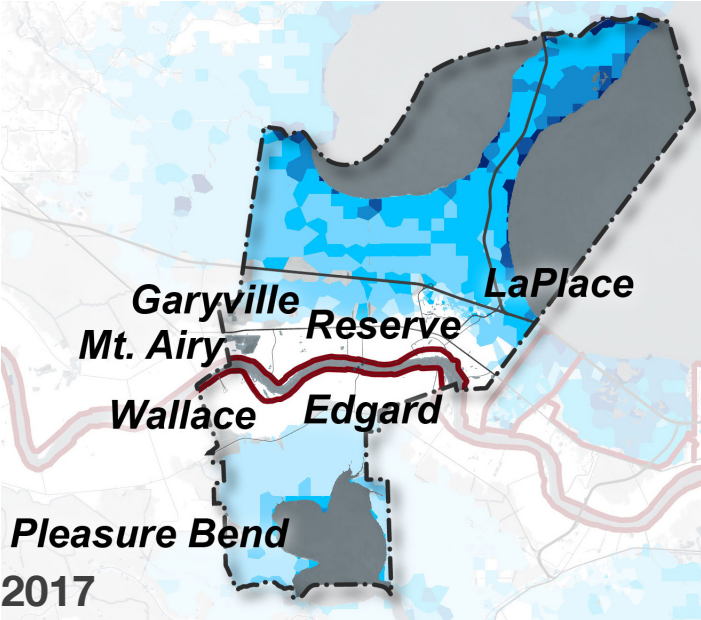 LaPlace
Garyville
Reserve
Mt. Airy
Wallace
Edgard
Pleasure Bend
2017